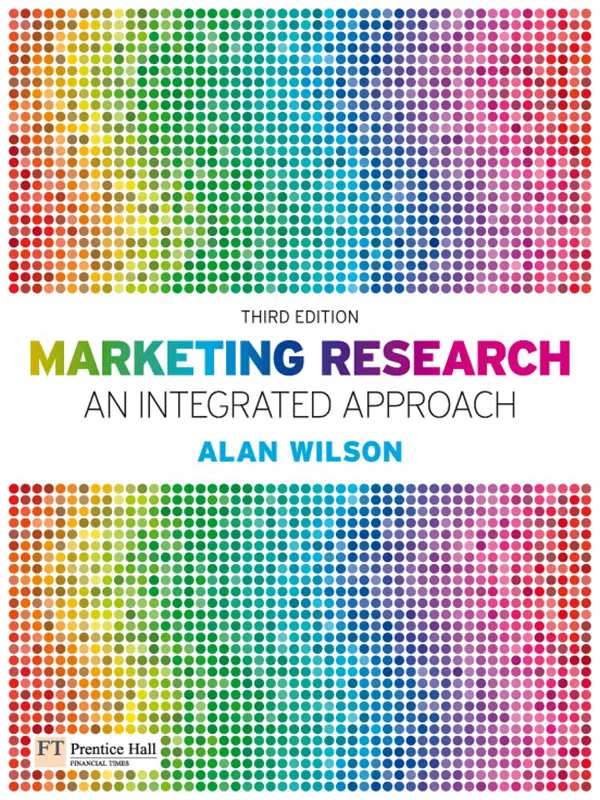 THIRD EDITION
MARKETING RESEARCH
AN INTEGRATED APPROACH
ALAN WILSON
FT Prentice Hall
FINANCIAL TIMES